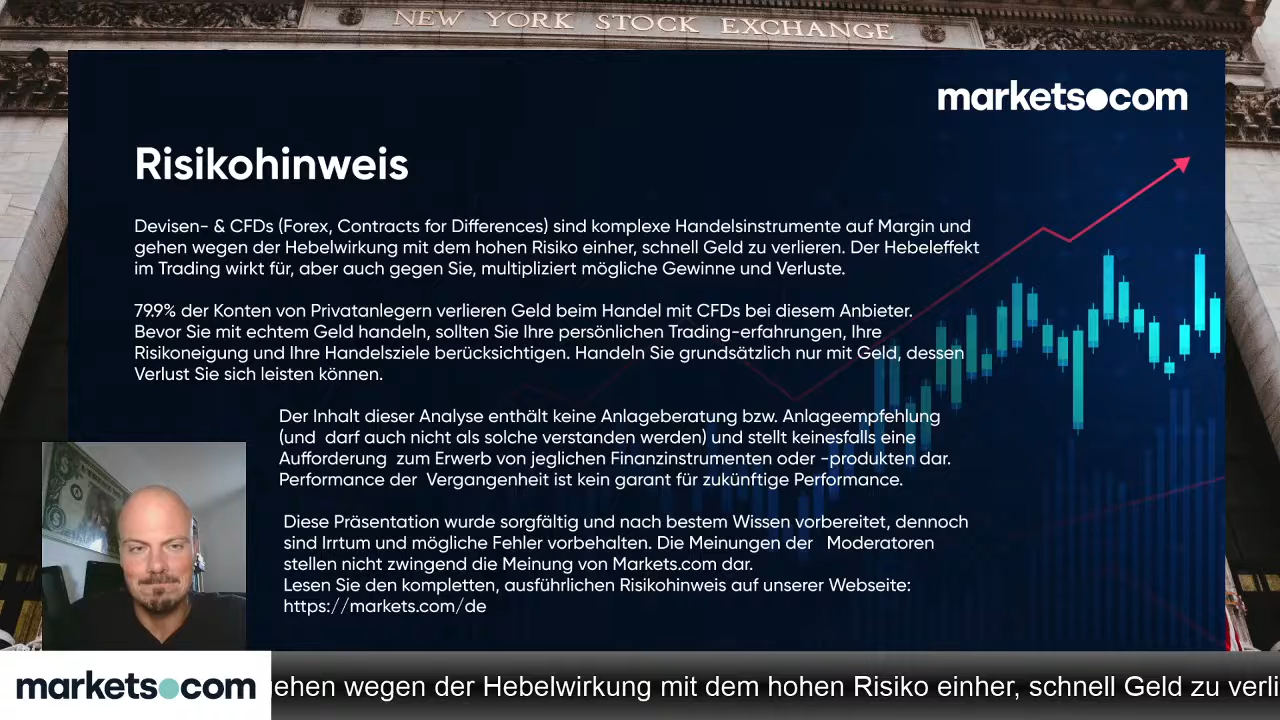 NEW YORK STOCK EXCHANGE
markets.com
Risikohinweis
Devisen- & CFDs (Forex, Contracts for Differences) sind komplexe Handelsinstrumente auf Margin und
gehen wegen der Hebelwirkung mit dem hohen Risiko einher, schnell Geld zu verlieren. Der Hebeleffekt
im Trading wirkt für, aber auch gegen Sie, multipliziert mögliche Gewinne und Verluste.
79.9% der Konten von Privatanlegern verlieren Geld beim Handel mit CFDs bei diesem Anbieter.
Bevor Sie mit echtem Geld handeln, sollten Sie Ihre persönlichen Trading-erfahrungen, Ihre
Risikoneigung und Ihre Handelsziele berücksichtigen. Handeln Sie grundsätzlich nur mit Geld, dessen
Verlust Sie sich leisten können.
Der Inhalt dieser Analyse enthält keine Anlageberatung bzw. Anlageempfehlung
(und darf auch nicht als solche verstanden werden) und stellt keinesfalls eine
Aufforderung zum Erwerb von jeglichen Finanzinstrumenten oder -produkten dar.
Performance der Vergangenheit ist kein garant für zukünftige Performance.
Diese Präsentation wurde sorgfältig und nach bestem Wissen vorbereitet, dennoch
sind Irrtum und mögliche Fehler vorbehalten. Die Meinungen der Moderatoren
stellen nicht zwingend die Meinung von Markets.com dar.
Lesen Sie den kompletten, ausführlichen Risikohinweis auf unserer Webseite:
https://markets.com/de
markets.com
ehen wegen der Hebelwirkung mit dem hohen Risiko einher, schnell Geld zu verli